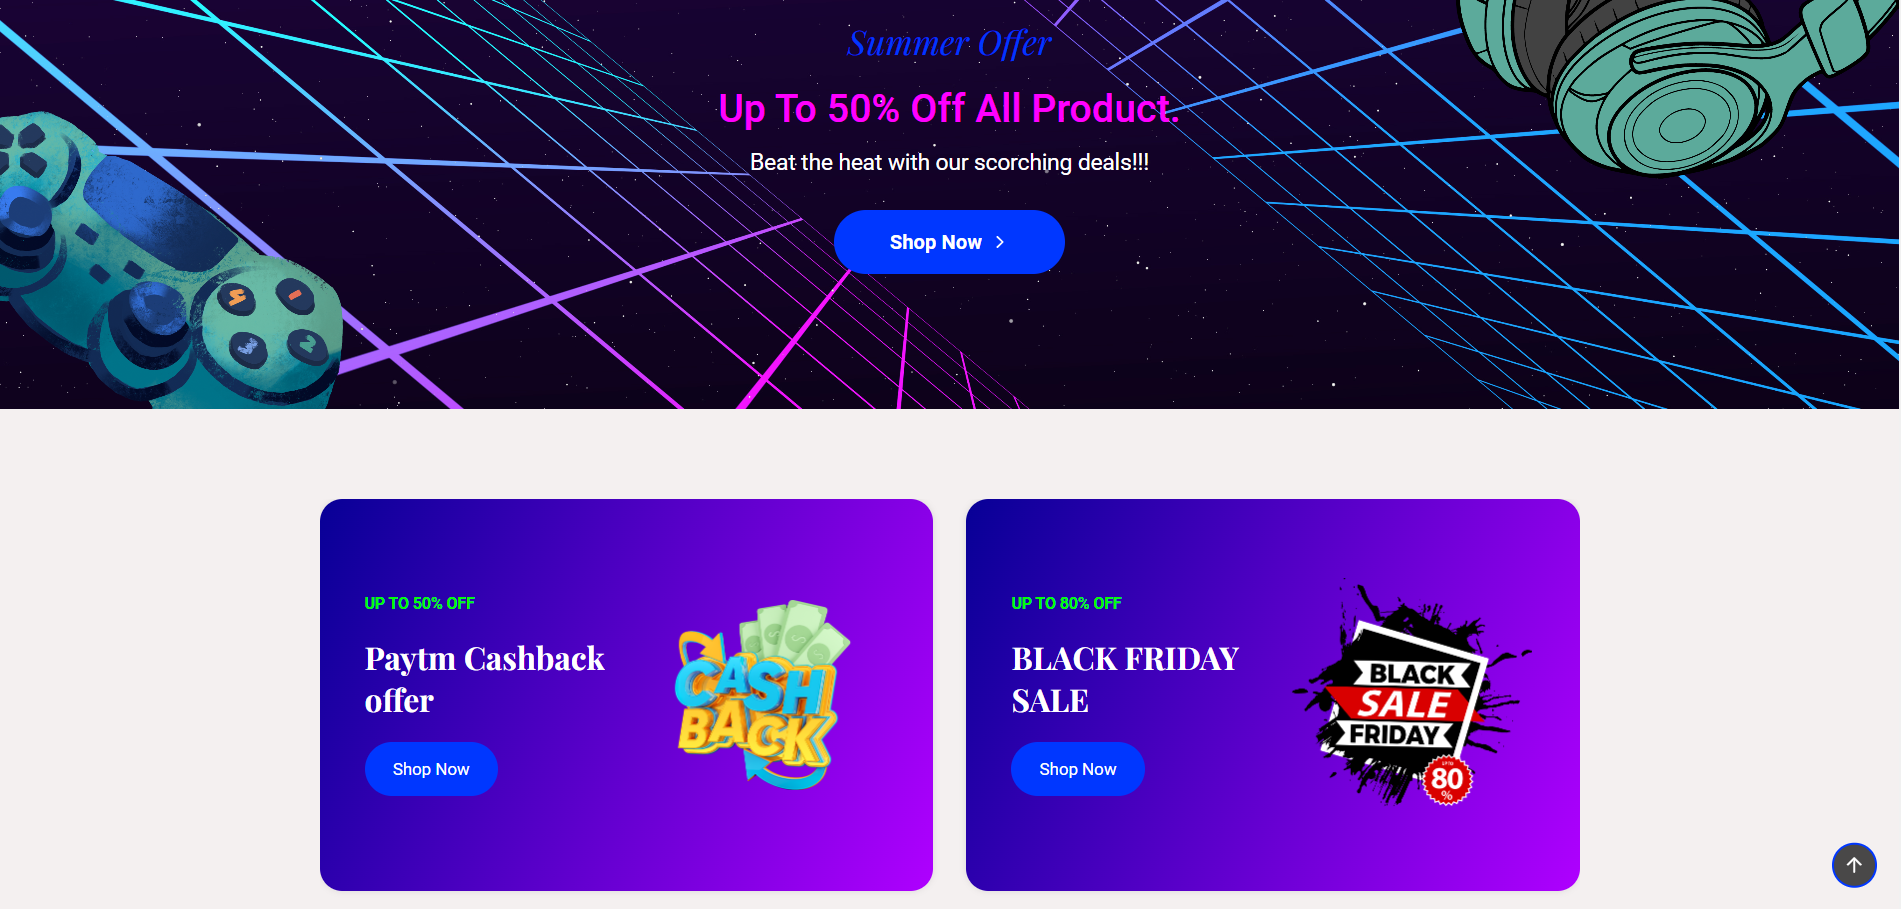 Summer Offer
Up To 50% Off All Product.
Beat the heat with our scorching deals!!!
Shop Now
UP TO 50% OFF
Paytm Cashback
offer
Shop Now
CASH
BACK
UP TO 80% OFF
BLACK FRIDAY
SALE
Shop Now
BLACK
SALE
FRIDAY
UPTO
80
%